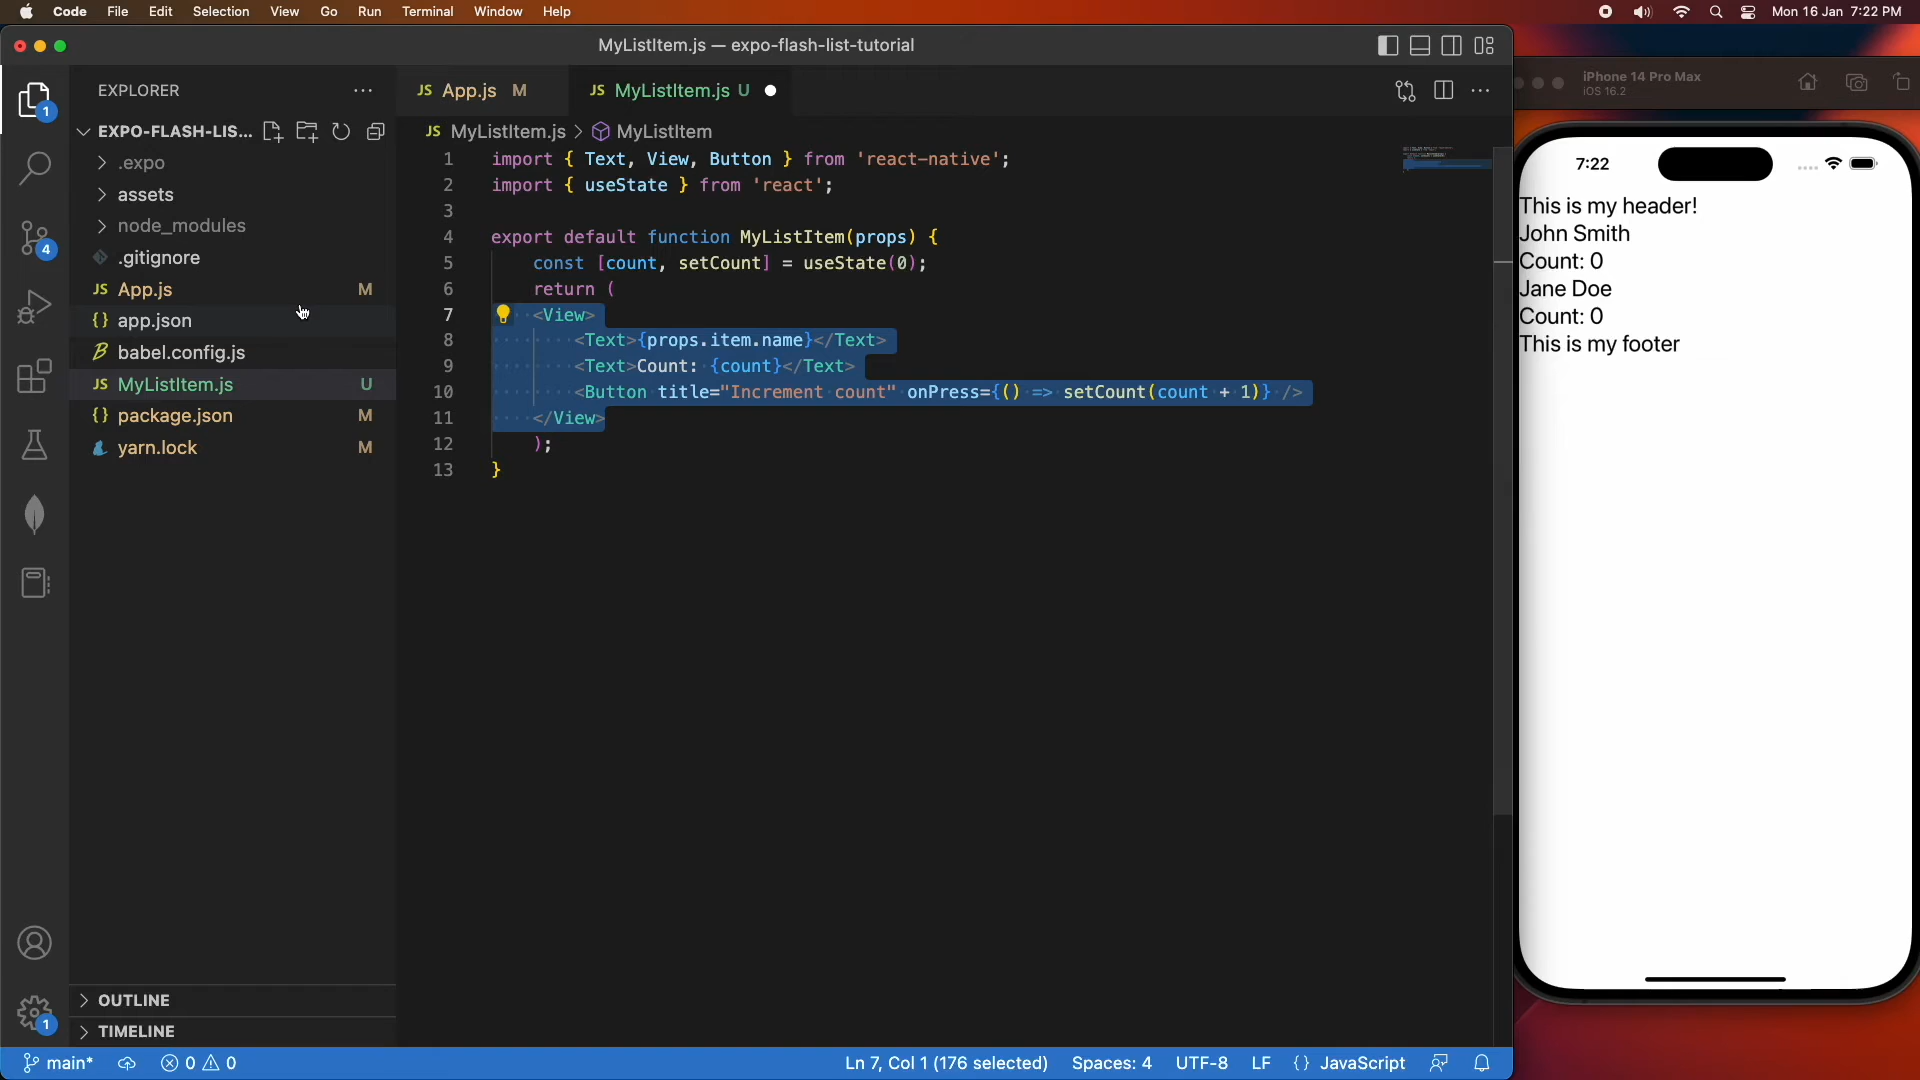 Code File Edit Selection View Go Run Terminal Window Help Mon 16 Jan 7:22 PM
MyListItem.js — expo-flash-list-tutorial
EXPLORER
EXPO-FLASH-LIS...
.expo
assets
node_modules
.gitignore
JS App.js M
{} app.json
babel.config.js
JS MyListItem.js U
{} package.json M
yarn.lock M
OUTLINE
TIMELINE
1
4
1
JS App.js M JS MyListItem.js U
JS MyListItem.js > MyListItem
1 import { Text, View, Button } from 'react-native';
2 import { useState } from 'react';
3
4 export default function MyListItem(props) {
5 const [count, setCount] = useState(0);
6 return (
7 <View>
8 <Text>{props.item.name}</Text>
9 <Text>Count: {count}</Text>
10 <Button title="Increment count" onPress={() => setCount(count + 1)} />
11 </View>
12 );
13 }
main* 0 0 Ln 7, Col 1 (176 selected) Spaces: 4 UTF-8 LF {} JavaScript
iPhone 14 Pro Max
iOS 16.2
7:22
This is my header!
John Smith
Count: 0
Jane Doe
Count: 0
This is my footer